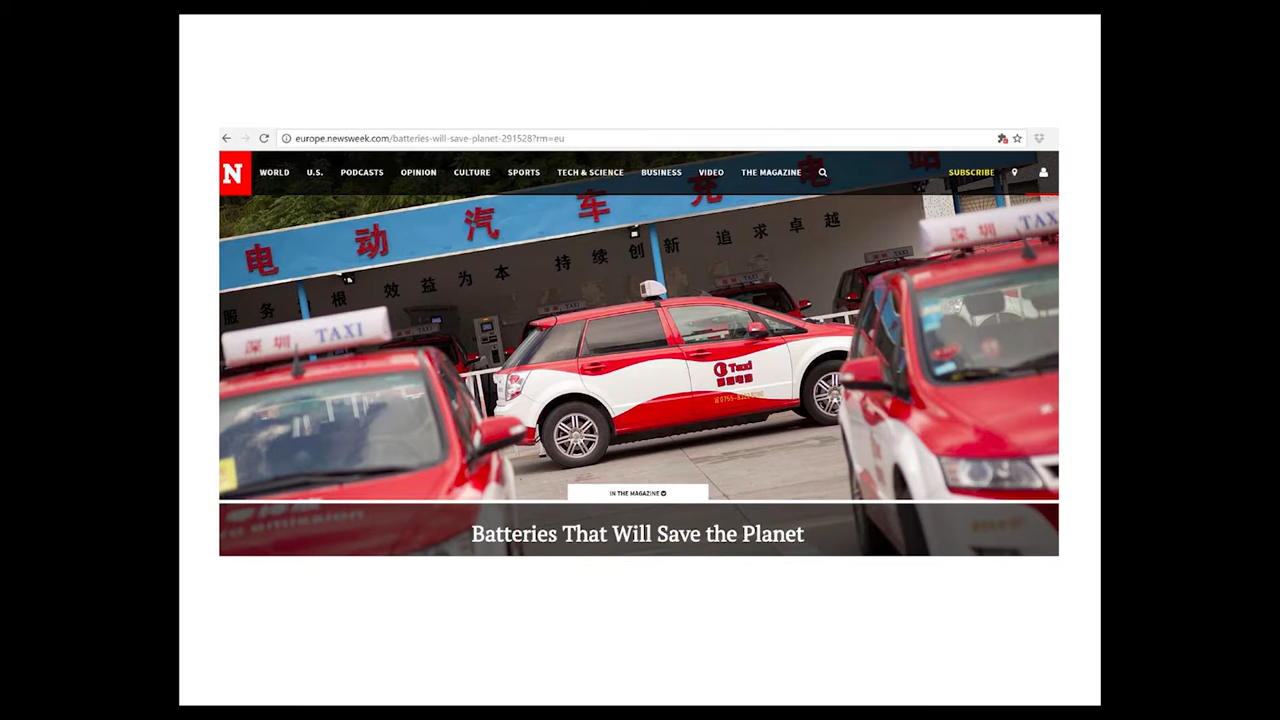 europe.newsweek.com/batteries-will-save-planet-291528?rm=eu
N WORLD U.S. PODCASTS OPINION CULTURE SPORTS TECH & SCIENCE BUSINESS VIDEO THE MAGAZINE SUBSCRIBE
电动汽车充电站
服务 根 效益为本 持续创新 追求卓越
深圳 TAXI
TAXI
深圳 TAXI
Taxi
emission
IN THE MAGAZINE
Batteries That Will Save the Planet